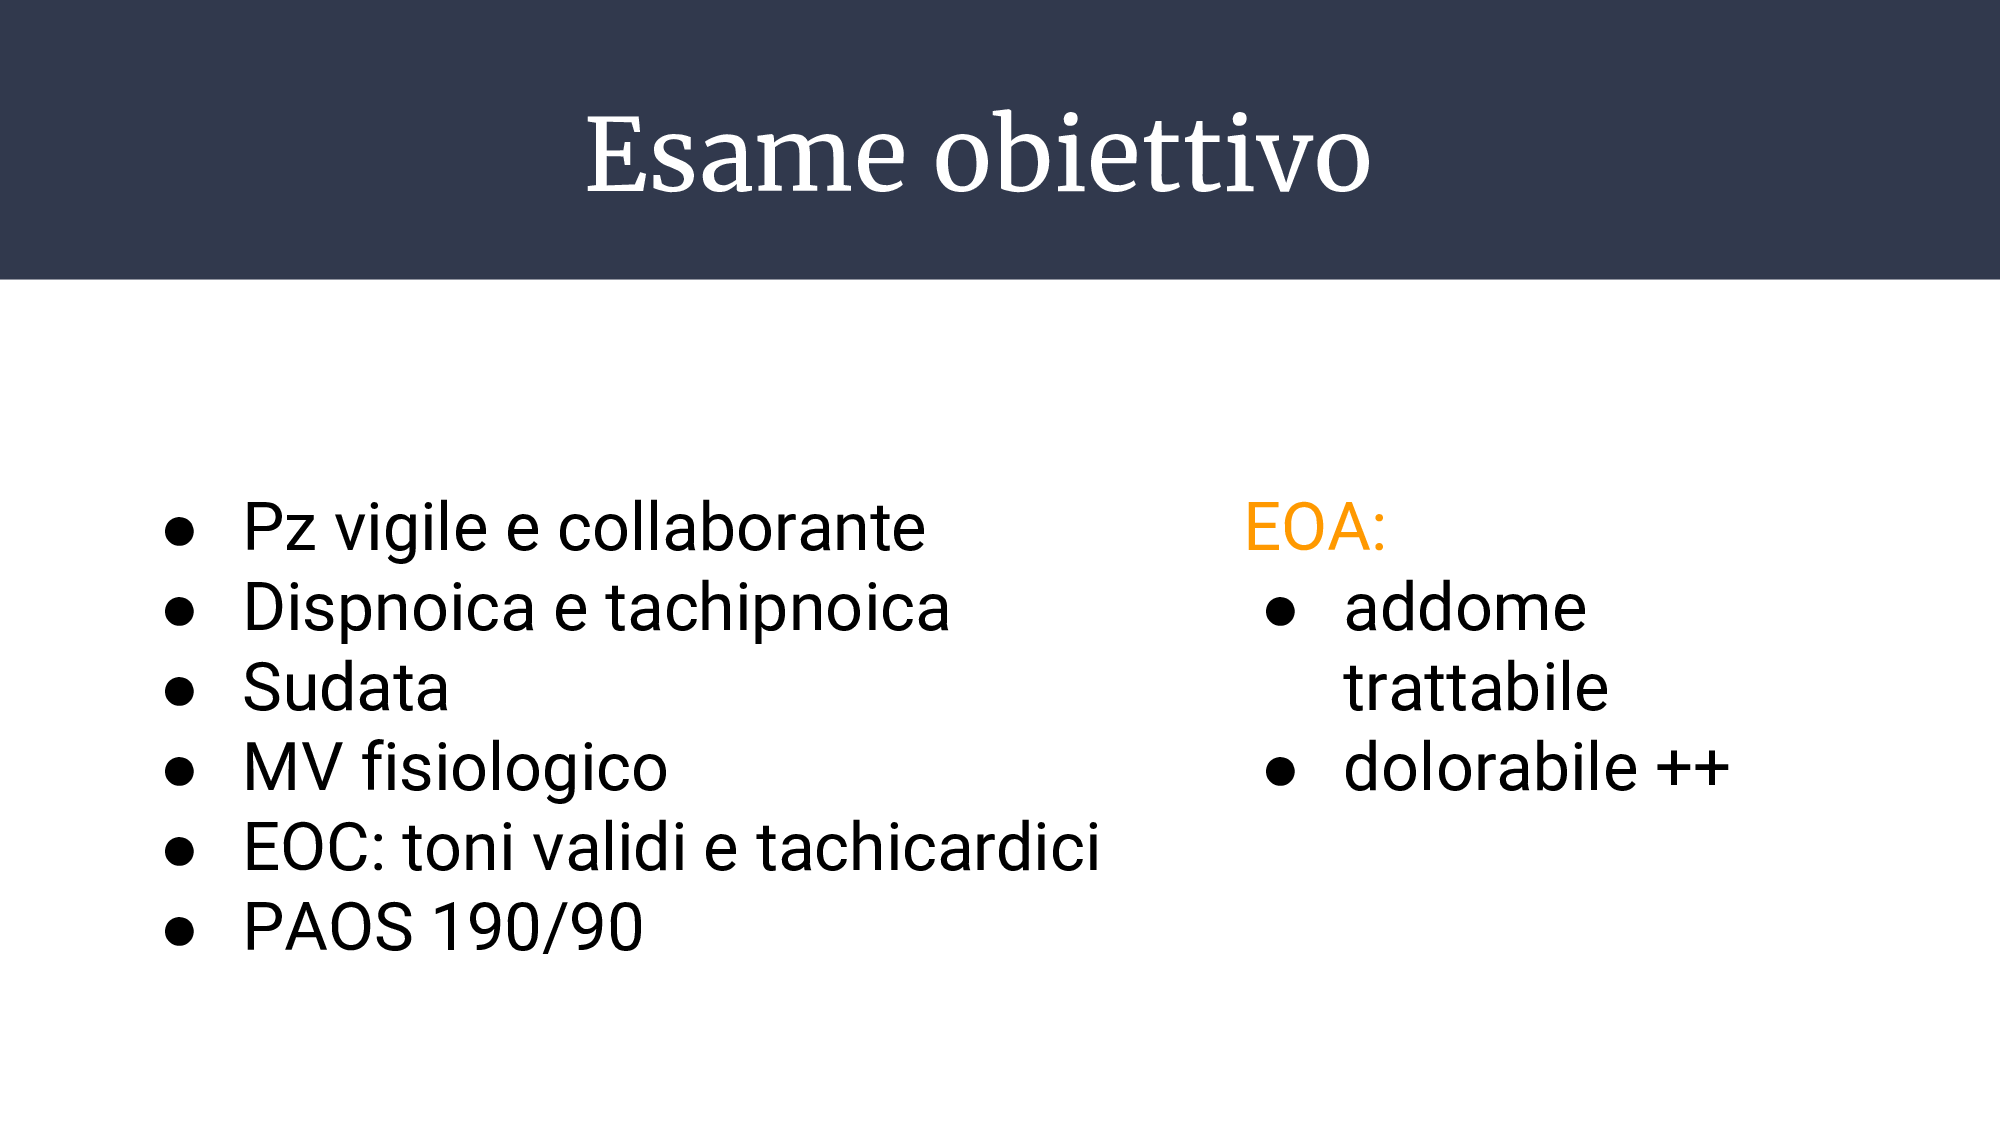 Esame obiettivo
● Pz vigile e collaborante
● Dispnoica e tachipnoica
● Sudata
● MV fisiologico
● EOC: toni validi e tachicardici
● PAOS 190/90
EOA:
● addome
trattabile
● dolorabile ++